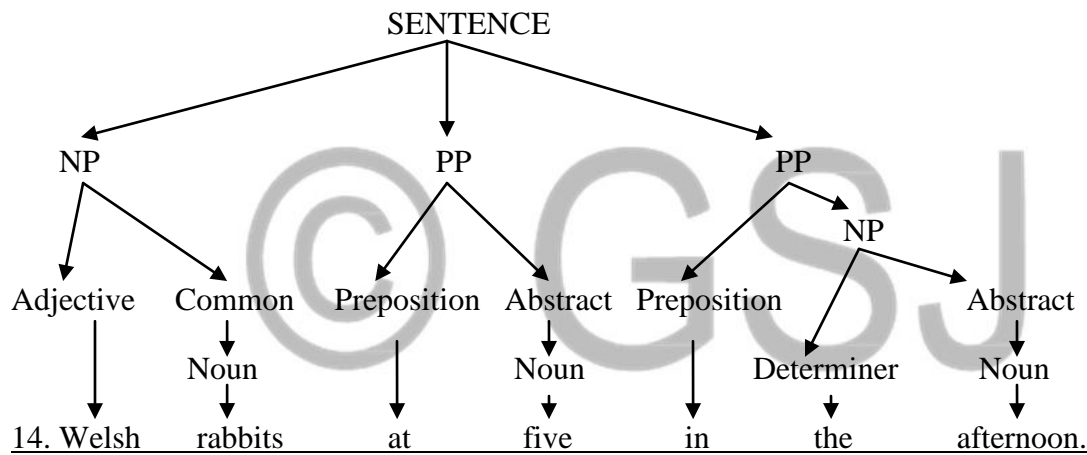 SENTENCE
NP PP PP
NP
Adjective Common Preposition Abstract Preposition Abstract
Noun Noun Determiner Noun
14. Welsh rabbits at five in the afternoon.
© GSJ